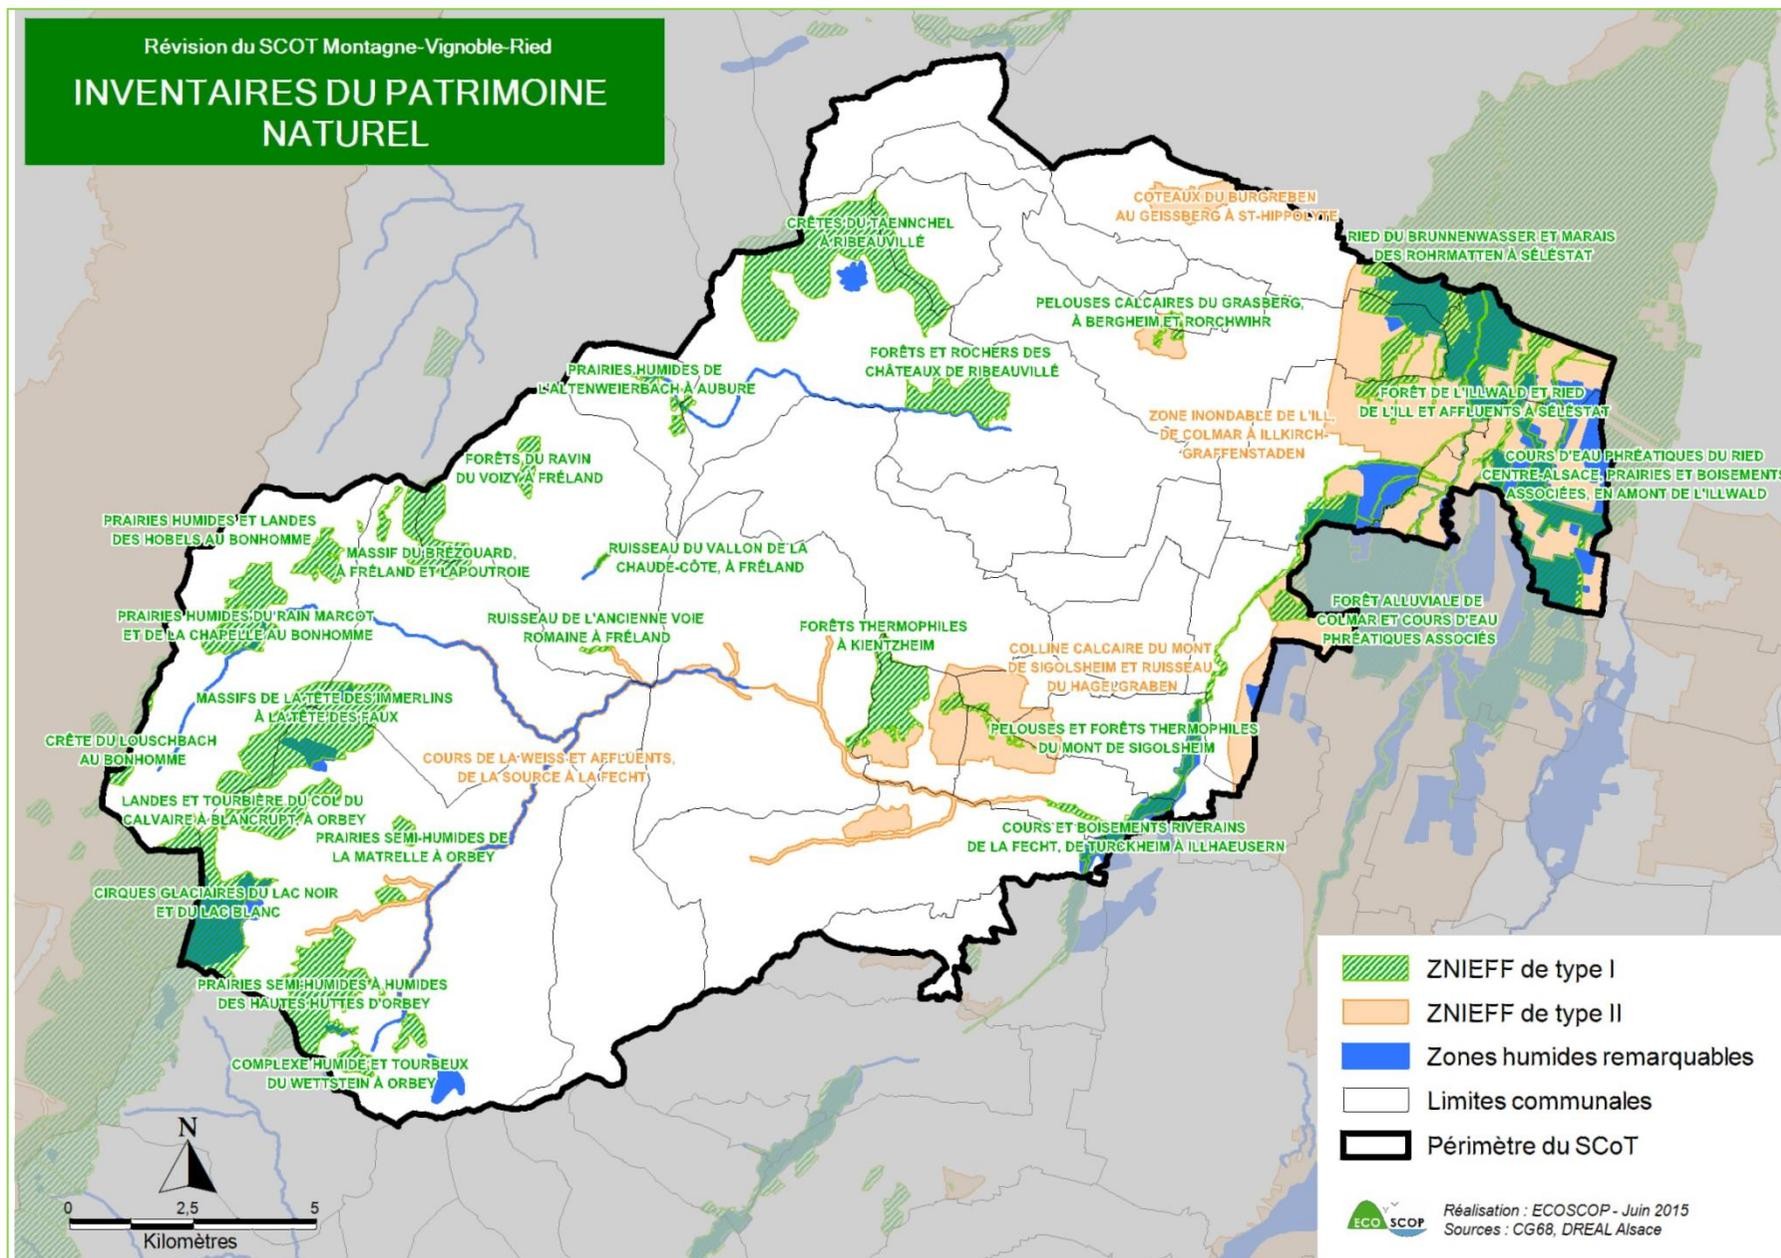 Révision du SCOT Montagne-Vignoble-Ried
INVENTAIRES DU PATRIMOINE
NATUREL
COTEAUX DU BURGREBEN
AU GEISSBERG À ST-HIPPOLYTE
CRÊTES DU TAENNCHEL
À RIBEAUVILLÉ
RIED DU BRUNNENWASSER ET MARAIS
DES ROHRMATTEN À SÉLESTAT
PELOUSES CALCAIRES DU GRASBERG,
À BERGHEIM ET RORCHWIHR
FORÊTS ET ROCHERS DES
CHÂTEAUX DE RIBEAUVILLÉ
PRAIRIES HUMIDES DE
L'ALTENWEIERBACH À AUBURE
FORÊT DE L'ILLWALD ET RIED
DE L'ILL ET AFFLUENTS À SÉLESTAT
ZONE INONDABLE DE L'ILL,
DE COLMAR À ILLKIRCH-
GRAFFENSTADEN
FORÊTS DU RAVIN
DU VOIZY À FRÉLAND
COURS D'EAU PHRÉATIQUES DU RIED
CENTRE-ALSACE, PRAIRIES ET BOISEMENTS
ASSOCIÉES, EN AMONT DE L'ILLWALD
PRAIRIES HUMIDES ET LANDES
DES HOBELS AU BONHOMME
MASSIF DU BRÉZOUARD,
À FRÉLAND ET LAPOUTROIE
RUISSEAU DU VALLON DE LA
CHAUDE-CÔTE, À FRÉLAND
PRAIRIES HUMIDES DU RAIN MARCOT
ET DE LA CHAPELLE AU BONHOMME
RUISSEAU DE L'ANCIENNE VOIE
ROMAINE À FRÉLAND
FORÊTS THERMOPHILES
À KIENTZHEIM
FORÊT ALLUVIALE DE
COLMAR ET COURS D'EAU
PHRÉATIQUES ASSOCIÉS
COLLINE CALCAIRE DU MONT
DE SIGOLSHEIM ET RUISSEAU
DU HAGELGRABEN
MASSIFS DE LA TÊTE DES IMMERLINS
À LA TÊTE DES FAUX
PELOUSES ET FORÊTS THERMOPHILES
DU MONT DE SIGOLSHEIM
CRÊTE DU LOUSCHBACH
AU BONHOMME
COURS DE LA WEISS ET AFFLUENTS,
DE LA SOURCE À LA FECHT
LANDES ET TOURBIÈRE DU COL DU
CALVAIRE À BLANCRUPT, À ORBEY
PRAIRIES SEMI-HUMIDES DE
LA MATRELLE À ORBEY
COURS ET BOISEMENTS RIVERAINS
DE LA FECHT, DE TURCKHEIM À ILLHAEUSERN
CIRQUES GLACIAIRES DU LAC NOIR
ET DU LAC BLANC
PRAIRIES SEMI-HUMIDES À HUMIDES
DES HAUTES HUTTES D'ORBEY
COMPLEXE HUMIDE ET TOURBEUX
DU WETTSTEIN À ORBEY
ZNIEFF de type I
ZNIEFF de type II
Zones humides remarquables
Limites communales
Périmètre du SCoT
N
0 2,5 5
Kilomètres
ECO SCOP
Réalisation : ECOSCOP - Juin 2015
Sources : CG68, DREAL Alsace